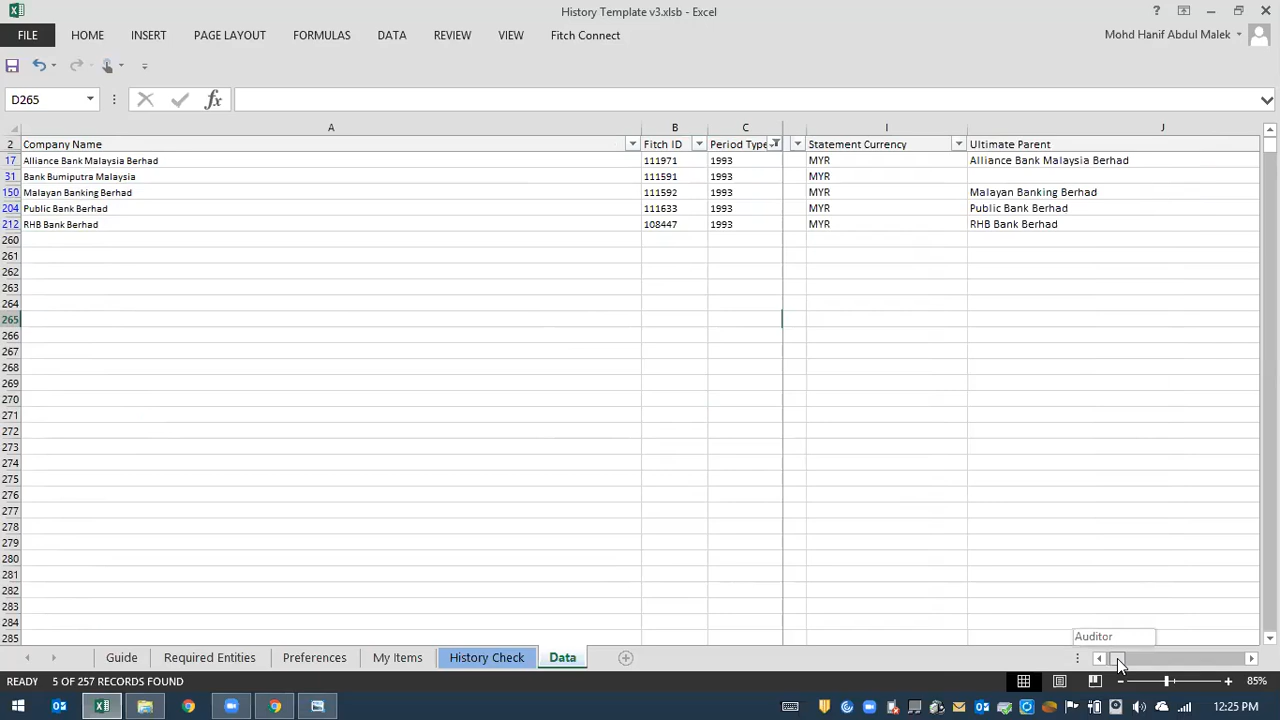 History Template v3.xlsb - Excel
FILE HOME INSERT PAGE LAYOUT FORMULAS DATA REVIEW VIEW Fitch Connect Mohd Hanif Abdul Malek
D265 fx
A B C I J
2 Company Name Fitch ID Period Type Statement Currency Ultimate Parent
17 Alliance Bank Malaysia Berhad 111971 1993 MYR Alliance Bank Malaysia Berhad
31 Bank Bumiputra Malaysia 111591 1993 MYR
150 Malayan Banking Berhad 111592 1993 MYR Malayan Banking Berhad
204 Public Bank Berhad 111633 1993 MYR Public Bank Berhad
212 RHB Bank Berhad 108447 1993 MYR RHB Bank Berhad
260
261
262
263
264
265
266
267
268
269
270
271
272
273
274
275
276
277
278
279
280
281
282
283
284
285
Auditor
Guide Required Entities Preferences My Items History Check Data
READY 5 OF 257 RECORDS FOUND 85%
12:25 PM